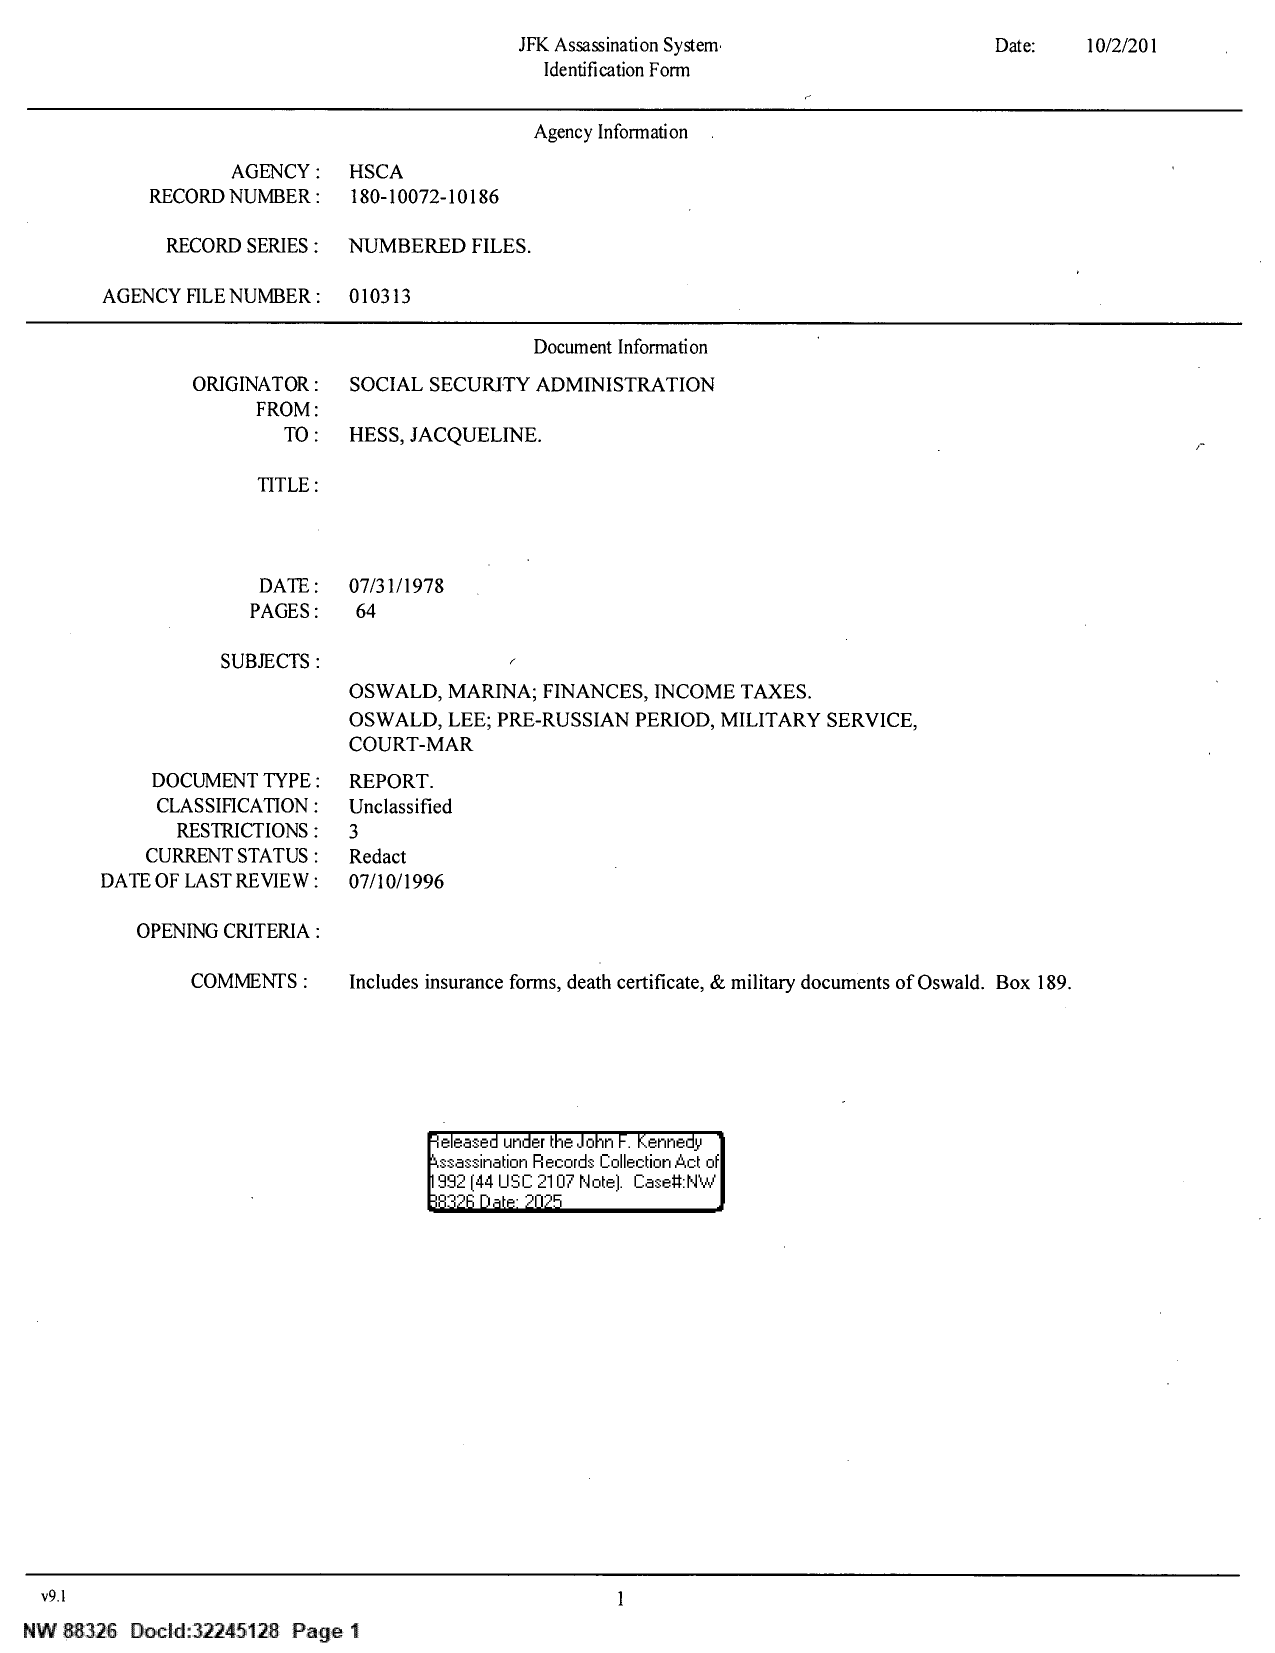 JFK Assassination System
Identification Form
Date: 10/2/201
Agency Information
AGENCY : HSCA
RECORD NUMBER : 180-10072-10186
RECORD SERIES : NUMBERED FILES.
AGENCY FILE NUMBER : 010313
Document Information
ORIGINATOR : SOCIAL SECURITY ADMINISTRATION
FROM :
TO : HESS, JACQUELINE.
TITLE :
DATE : 07/31/1978
PAGES : 64
SUBJECTS :
OSWALD, MARINA; FINANCES, INCOME TAXES.
OSWALD, LEE; PRE-RUSSIAN PERIOD, MILITARY SERVICE,
COURT-MAR
DOCUMENT TYPE : REPORT.
CLASSIFICATION : Unclassified
RESTRICTIONS : 3
CURRENT STATUS : Redact
DATE OF LAST REVIEW : 07/10/1996
OPENING CRITERIA :
COMMENTS : Includes insurance forms, death certificate, & military documents of Oswald. Box 189.
Released under the John F. Kennedy
Assassination Records Collection Act of
1992 (44 USC 2107 Note). Case#:NW
88326 Date: 2025
v9.1
1
NW 88326 DocId:32245128 Page 1